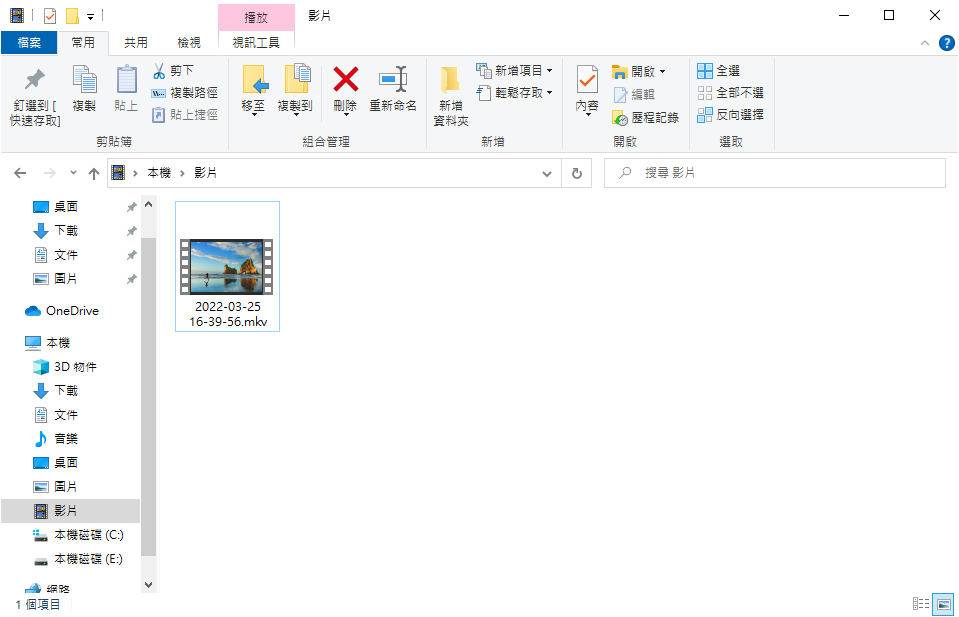 播放
影片
檔案
常用
共用
檢視
視訊工具
釘選到 [
快速存取]
複製
貼上
剪下
複製路徑
貼上捷徑
剪貼簿
移至
複製到
刪除
重新命名
組合管理
新增
資料夾
新增項目
輕鬆存取
新增
內容
開啟
編輯
歷程記錄
開啟
全選
全部不選
反向選擇
選取
本機 › 影片
搜尋 影片
桌面
下載
文件
圖片
OneDrive
本機
3D 物件
下載
文件
音樂
桌面
圖片
影片
本機磁碟 (C:)
本機磁碟 (E:)
網路
2022-03-25
16-39-56.mkv
1 個項目